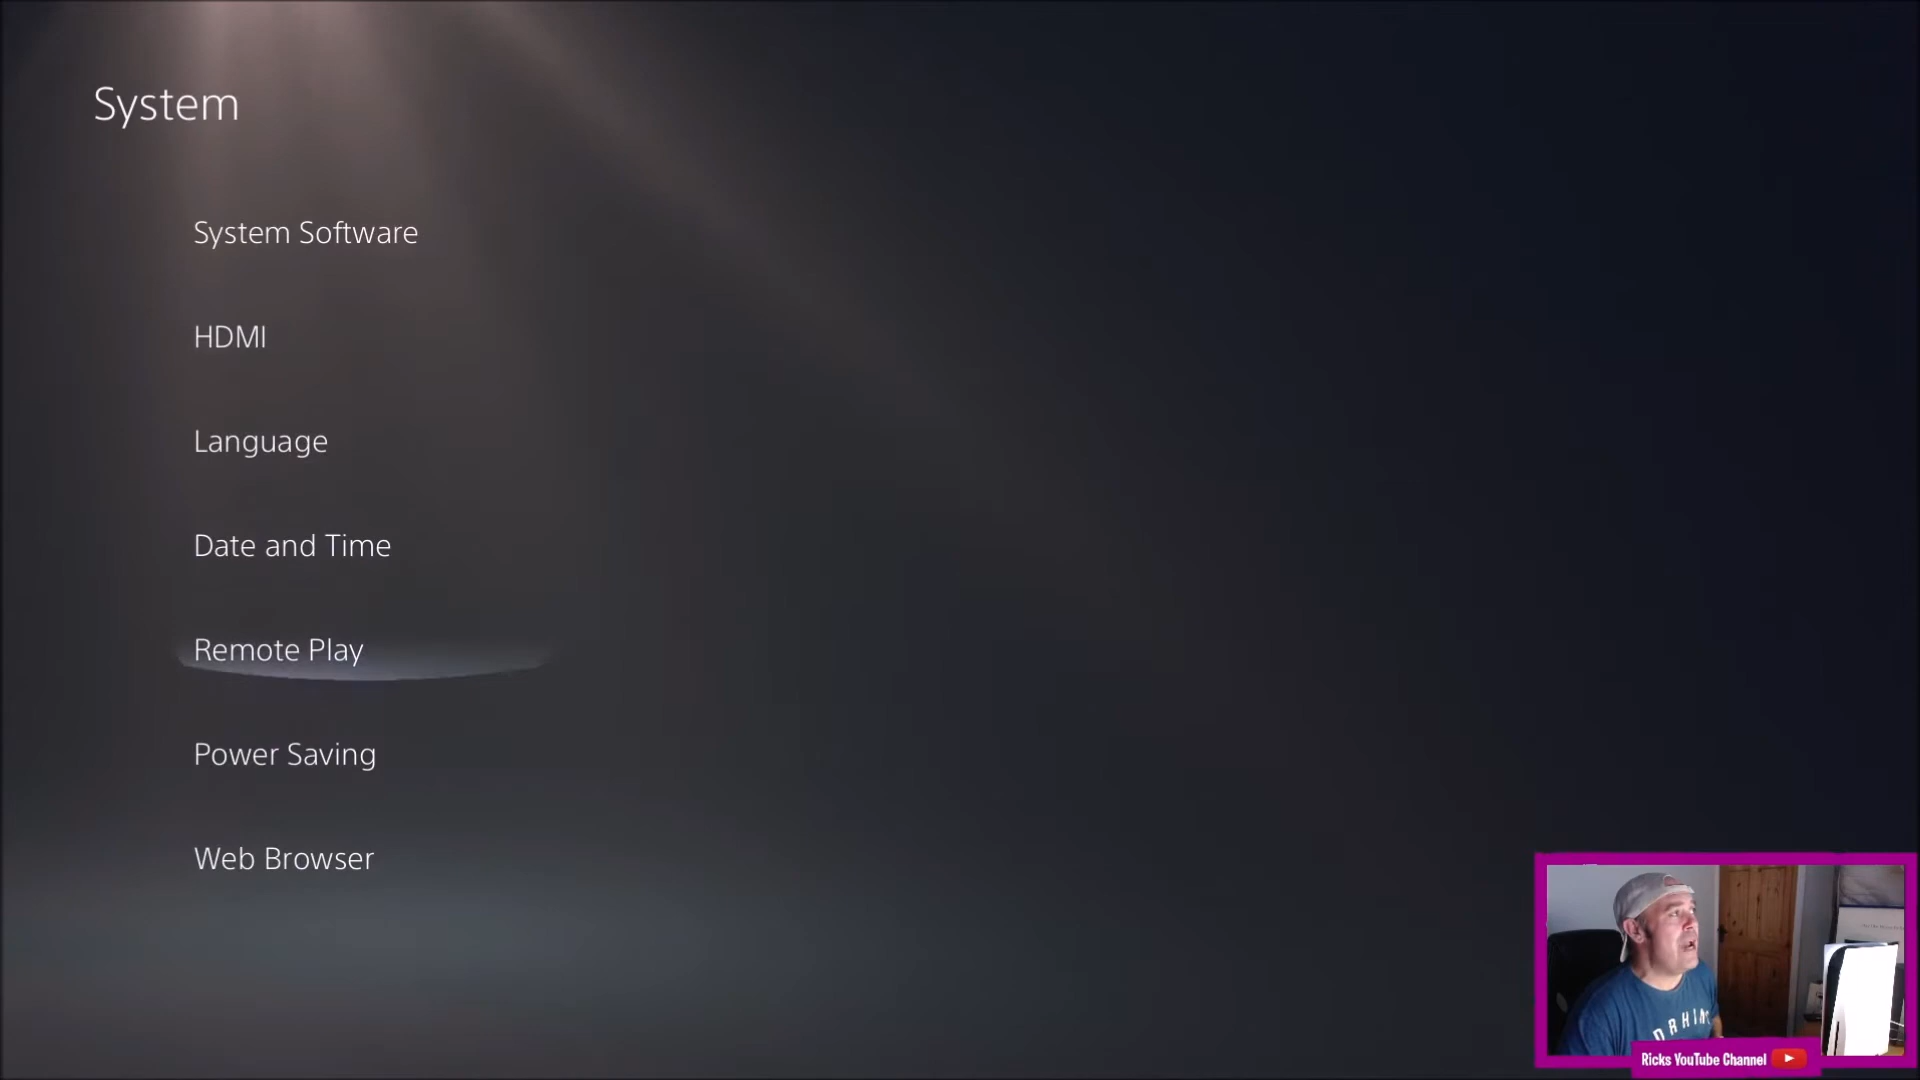 System
System Software
HDMI
Language
Date and Time
Remote Play
Power Saving
Web Browser
Ricks YouTube Channel